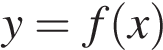 y = f(x)